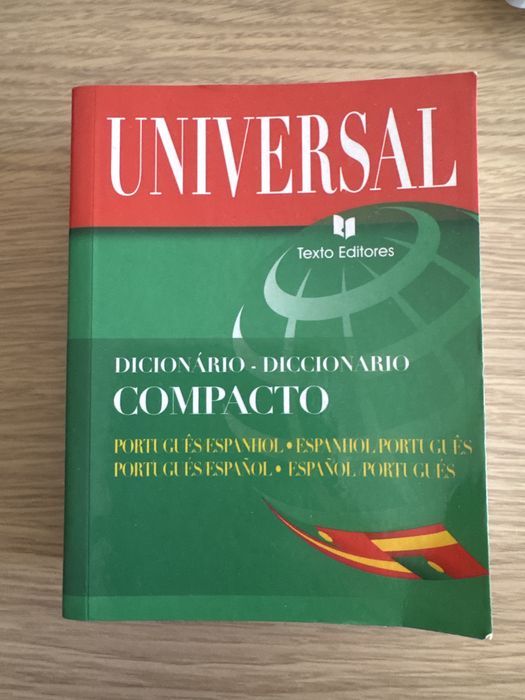 UNIVERSAL
Texto Editores
DICIONÁRIO - DICCIONARIO
COMPACTO
PORTUGUÊS/ESPANHOL • ESPANHOL/PORTUGUÊS
PORTUGUÉS/ESPAÑOL • ESPAÑOL/PORTUGUÉS